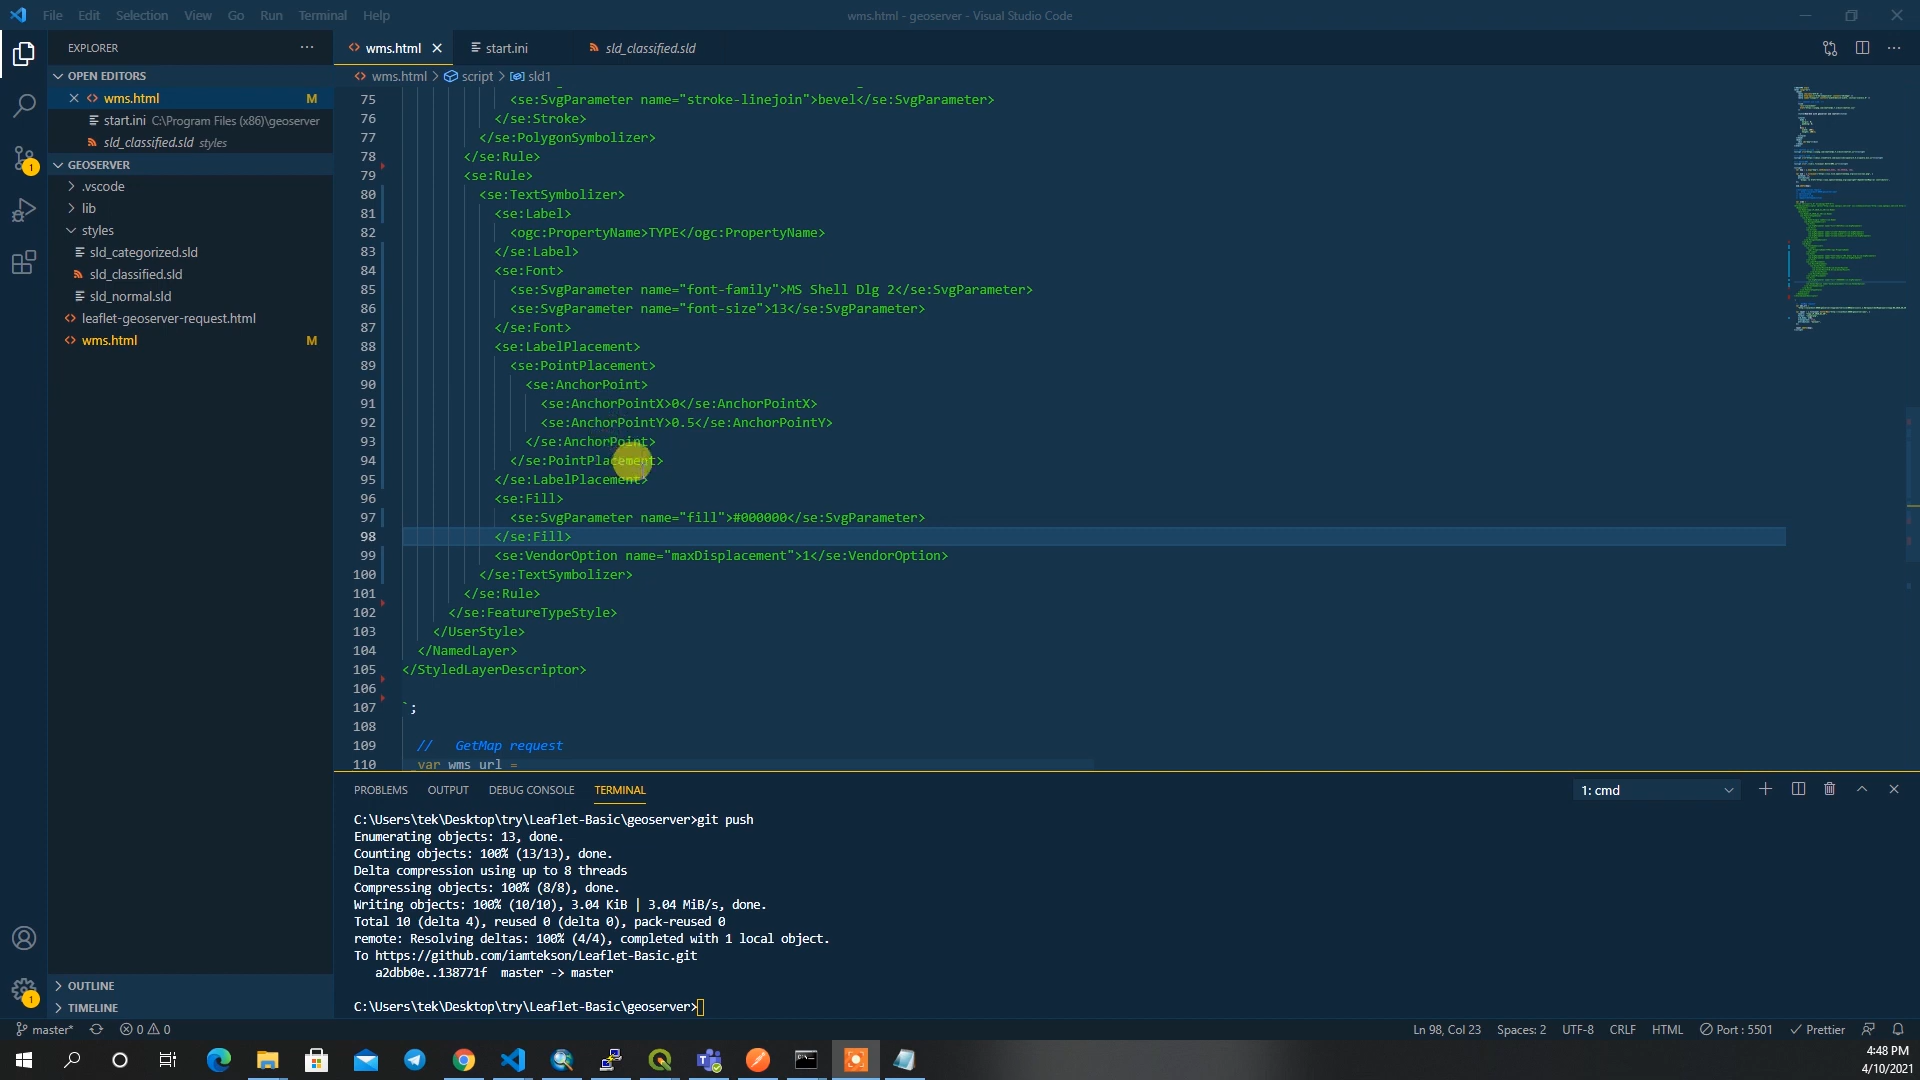 File Edit Selection View Go Run Terminal Help
wms.html - geoserver - Visual Studio Code
EXPLORER
OPEN EDITORS
wms.html M
start.ini C:\Program Files (x86)\geoserver
sld_classified.sld styles
GEOSERVER
.vscode
lib
styles
sld_categorized.sld
sld_classified.sld
sld_normal.sld
leaflet-geoserver-request.html
wms.html M
OUTLINE
TIMELINE
wms.html start.ini sld_classified.sld
wms.html > script > sld1
75 <se:SvgParameter name="stroke-linejoin">bevel</se:SvgParameter>
76 </se:Stroke>
77 </se:PolygonSymbolizer>
78 </se:Rule>
79 <se:Rule>
80 <se:TextSymbolizer>
81 <se:Label>
82 <ogc:PropertyName>TYPE</ogc:PropertyName>
83 </se:Label>
84 <se:Font>
85 <se:SvgParameter name="font-family">MS Shell Dlg 2</se:SvgParameter>
86 <se:SvgParameter name="font-size">13</se:SvgParameter>
87 </se:Font>
88 <se:LabelPlacement>
89 <se:PointPlacement>
90 <se:AnchorPoint>
91 <se:AnchorPointX>0</se:AnchorPointX>
92 <se:AnchorPointY>0.5</se:AnchorPointY>
93 </se:AnchorPoint>
94 </se:PointPlacement>
95 </se:LabelPlacement>
96 <se:Fill>
97 <se:SvgParameter name="fill">#000000</se:SvgParameter>
98 </se:Fill>
99 <se:VendorOption name="maxDisplacement">1</se:VendorOption>
100 </se:TextSymbolizer>
101 </se:Rule>
102 </se:FeatureTypeStyle>
103 </UserStyle>
104 </NamedLayer>
105 </StyledLayerDescriptor>
106
107 `;
108
109 // GetMap request
110 var wms_url =
PROBLEMS OUTPUT DEBUG CONSOLE TERMINAL
1: cmd
C:\Users\tek\Desktop\try\Leaflet-Basic\geoserver>git push
Enumerating objects: 13, done.
Counting objects: 100% (13/13), done.
Delta compression using up to 8 threads
Compressing objects: 100% (8/8), done.
Writing objects: 100% (10/10), 3.04 KiB | 3.04 MiB/s, done.
Total 10 (delta 4), reused 0 (delta 0), pack-reused 0
remote: Resolving deltas: 100% (4/4), completed with 1 local object.
To https://github.com/iamtekson/Leaflet-Basic.git
a2dbb0e..138771f master -> master
C:\Users\tek\Desktop\try\Leaflet-Basic\geoserver>
master* 0 0
Ln 98, Col 23 Spaces: 2 UTF-8 CRLF HTML Port : 5501 Prettier
4:48 PM
4/10/2021
1
1